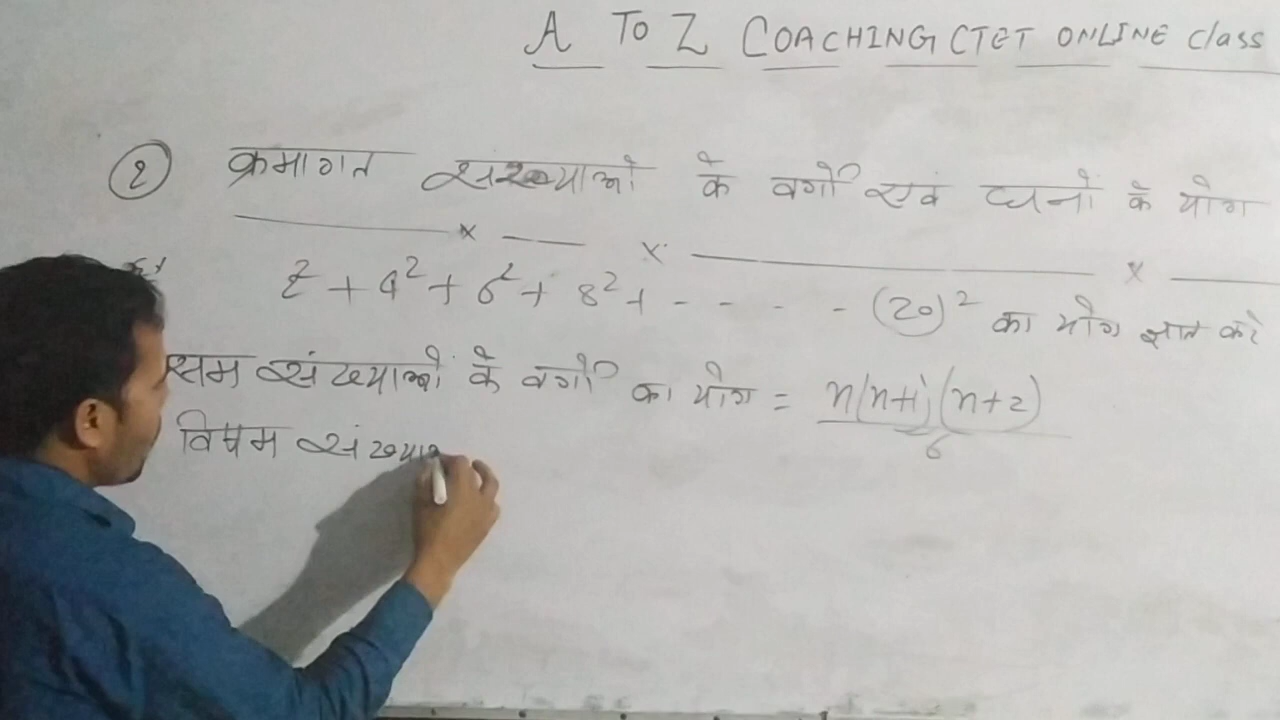 A TO Z COACHING CTET ONLINE Class
(2) क्रमागत संख्याओ के वर्गो एवं घनो के योग
Ex 2² + 4² + 6² + 8² + - - - - (20)² का योग ज्ञात करे
सम संख्याओ के वर्गो का योग = n(n+1)(n+2)
6
विषम संख्या